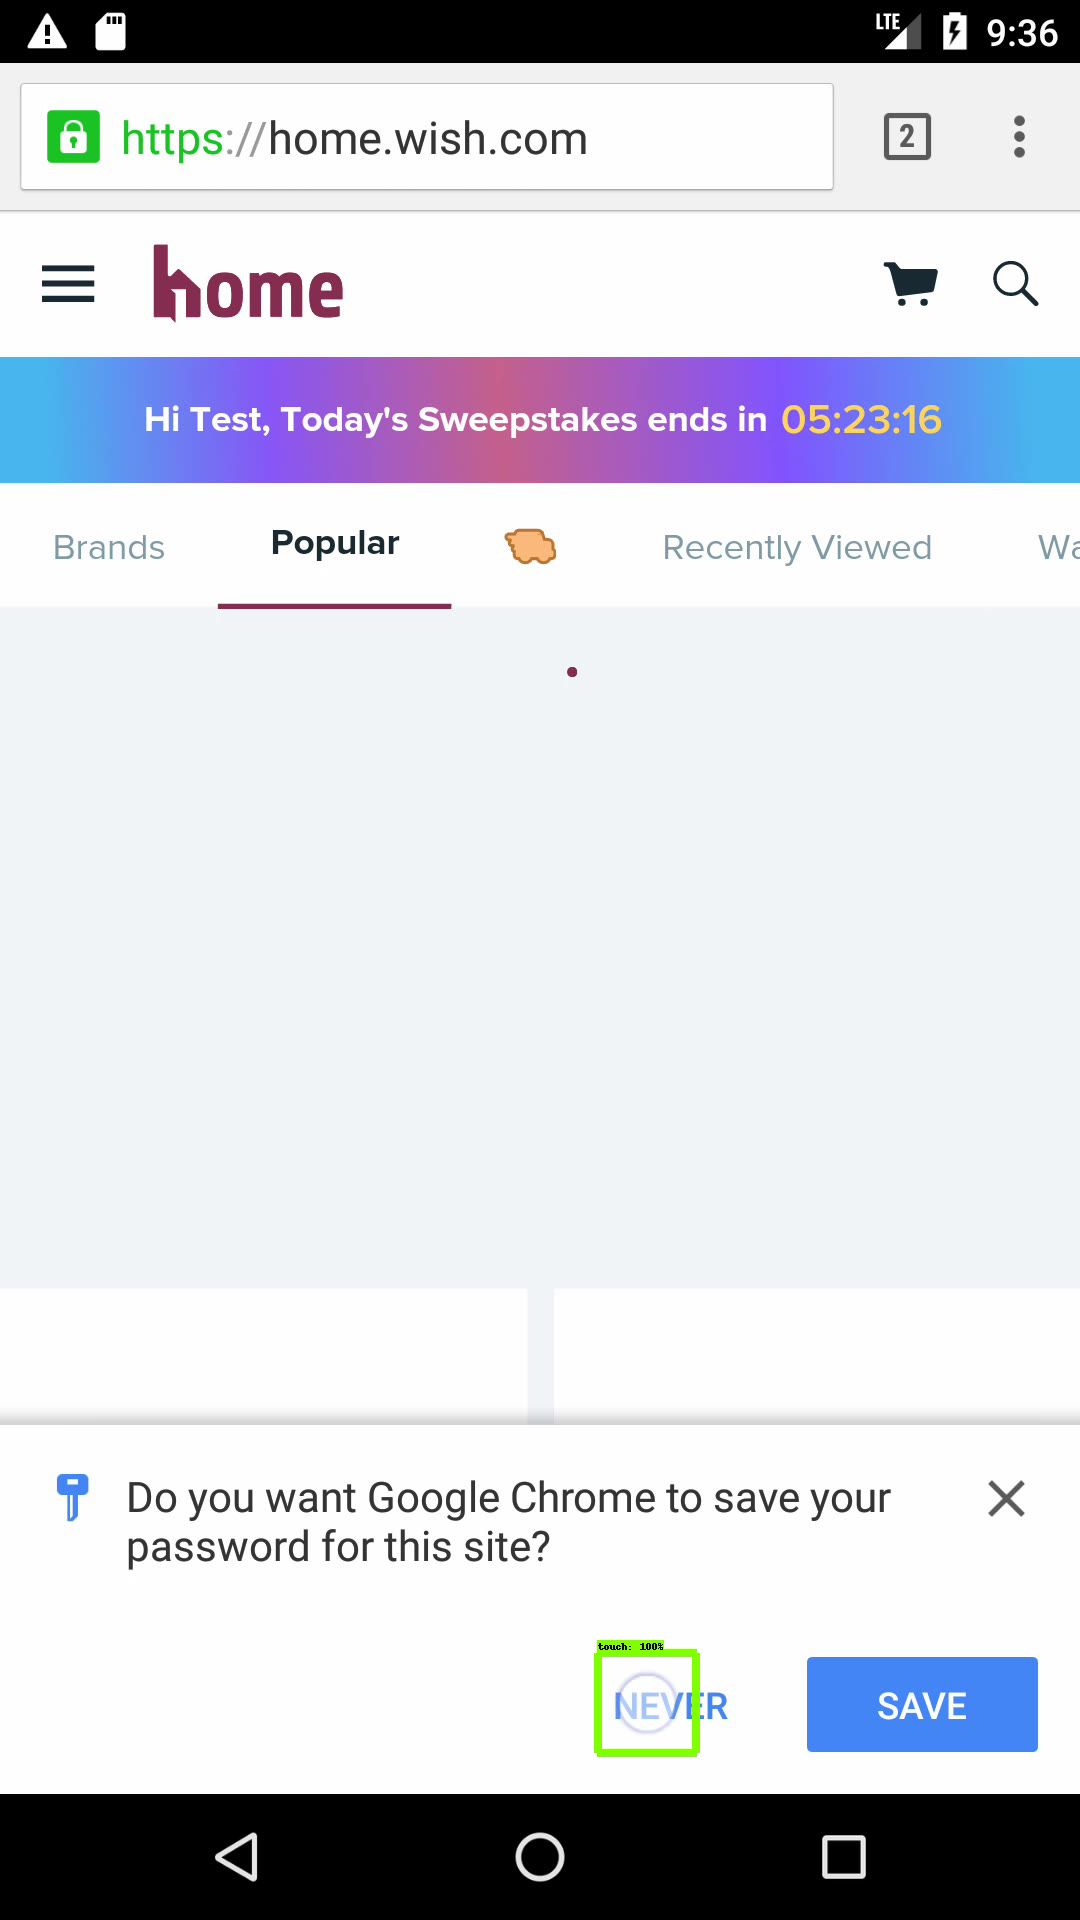 LTE 9:36
https://home.wish.com 2
home
Hi Test, Today's Sweepstakes ends in 05:23:16
Brands Popular Recently Viewed Wa
Do you want Google Chrome to save your
password for this site?
touch: 100%
NEVER SAVE